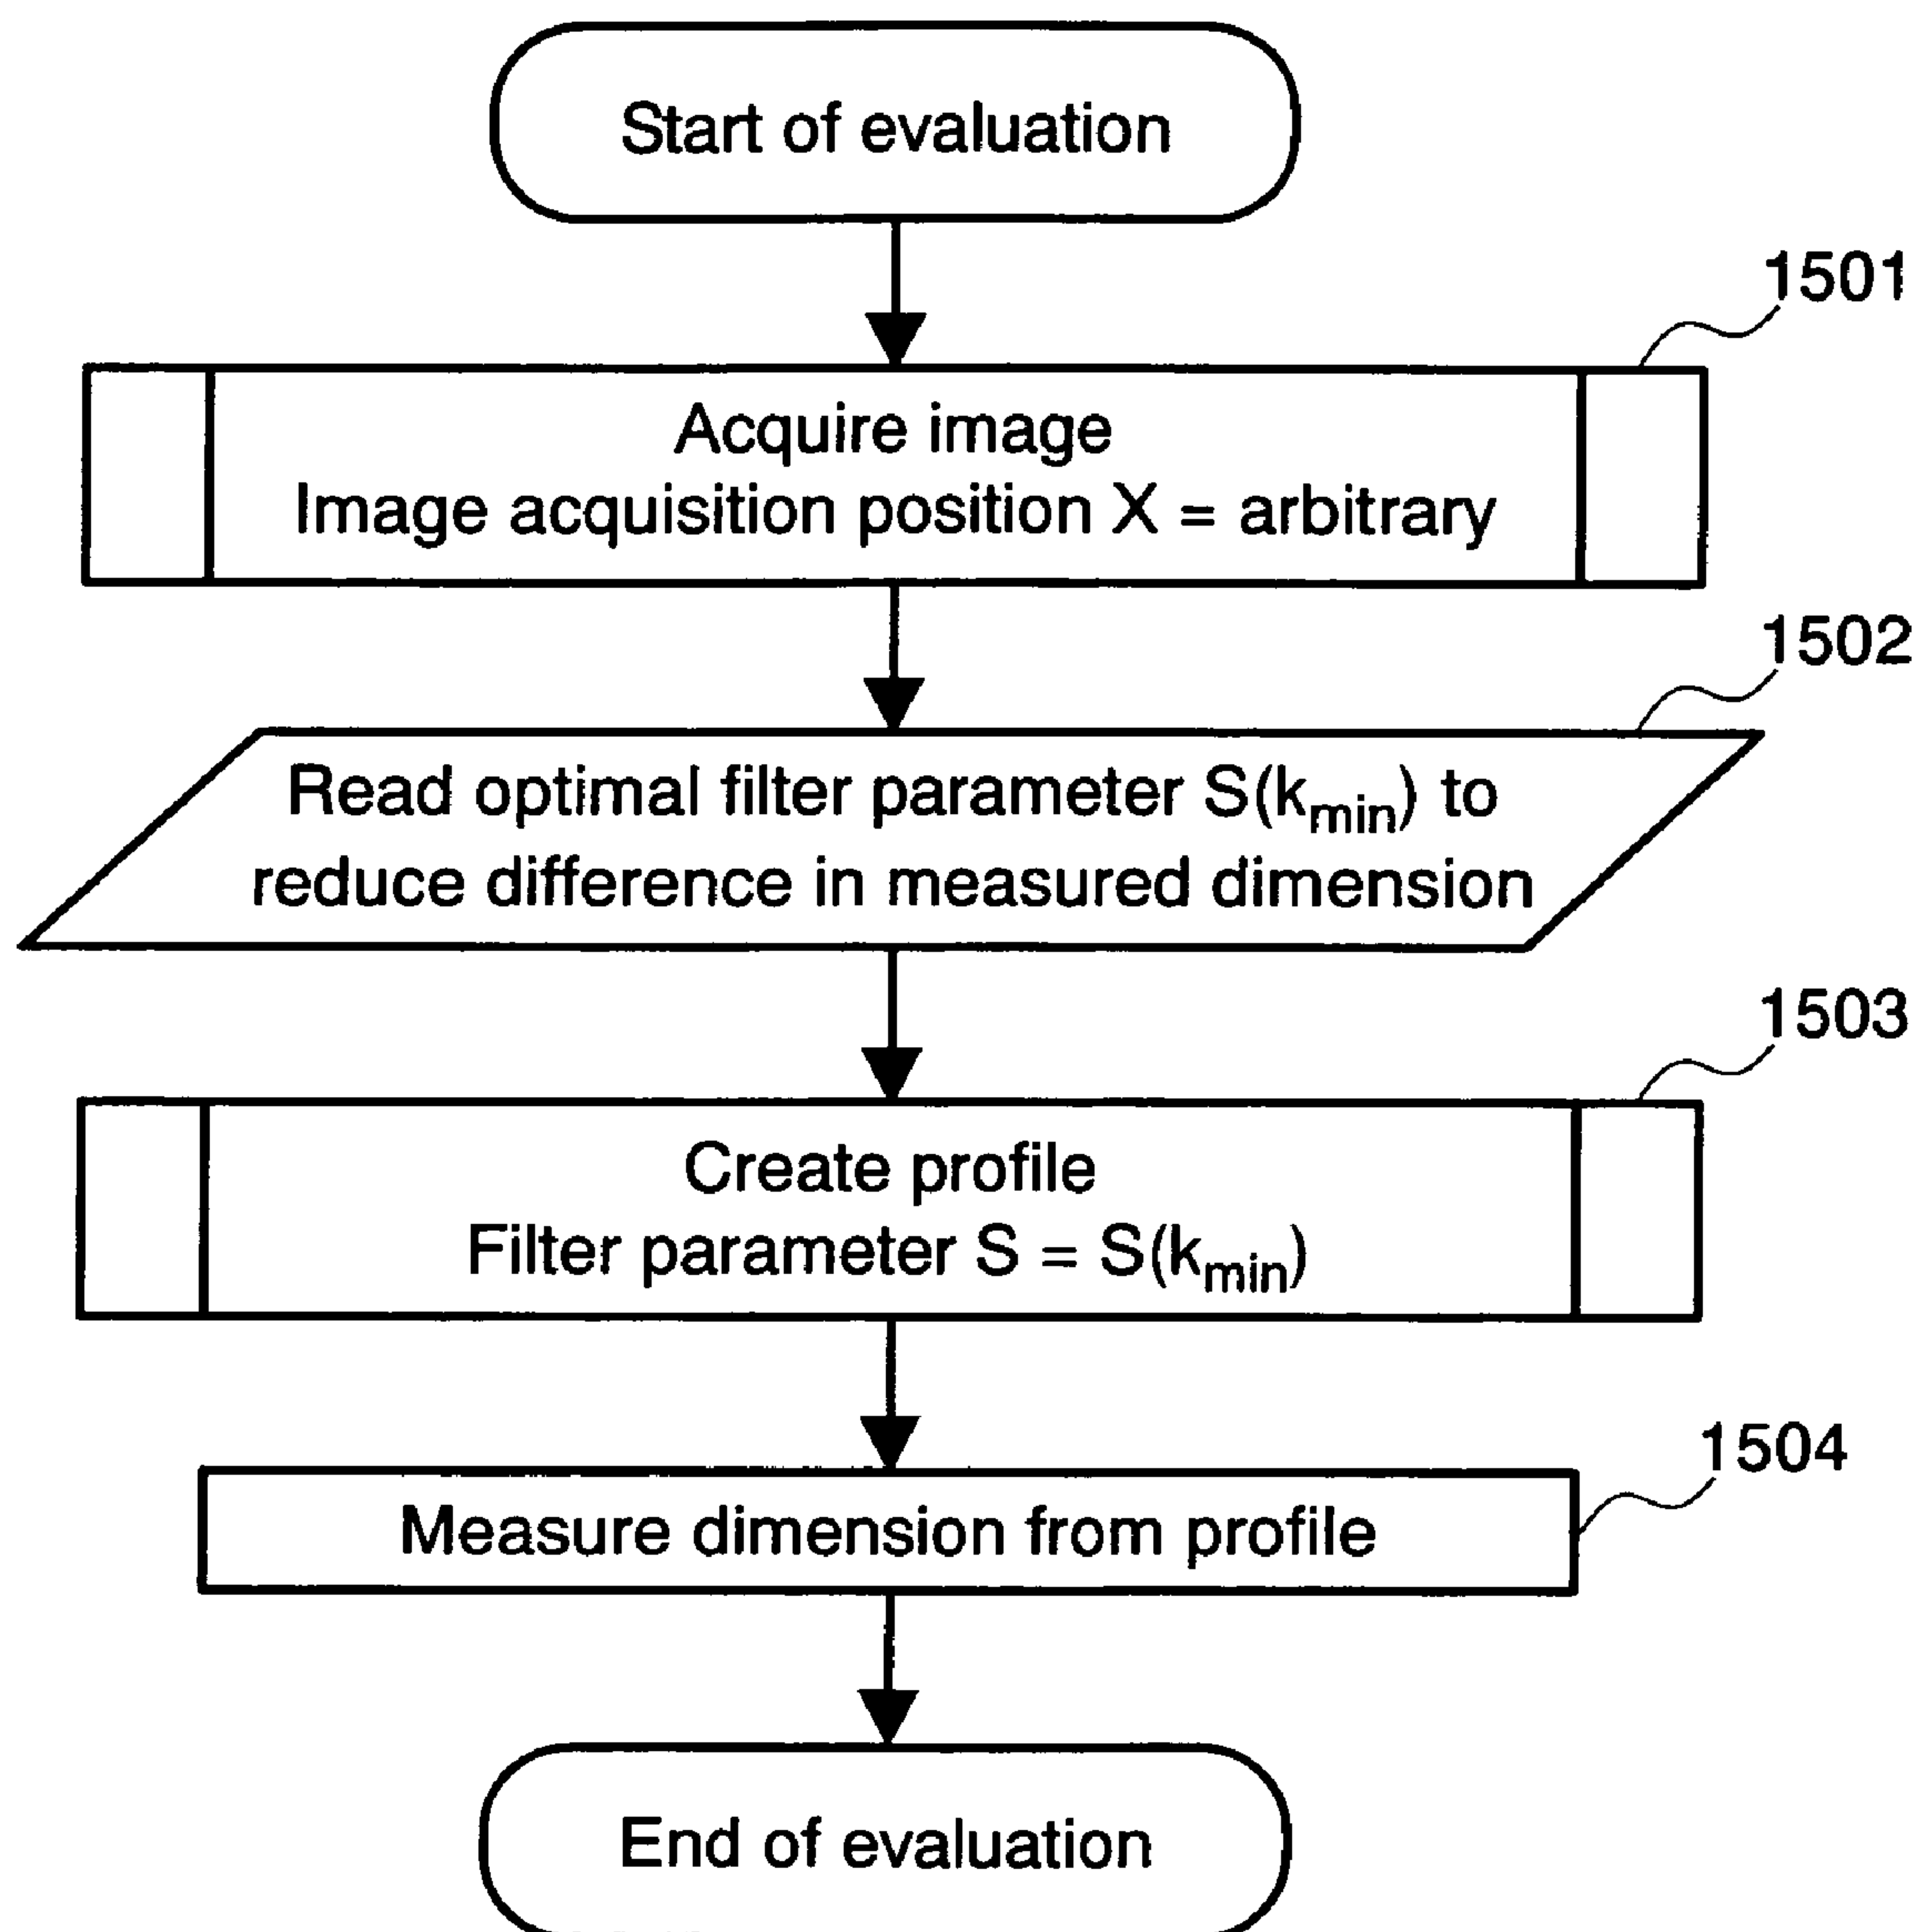 Start of evaluation
1501
Acquire image
Image acquisition position X = arbitrary
1502
Read optimal filter parameter S(kmin) to
reduce difference in measured dimension
1503
Create profile
Filter parameter S = S(kmin)
1504
Measure dimension from profile
End of evaluation